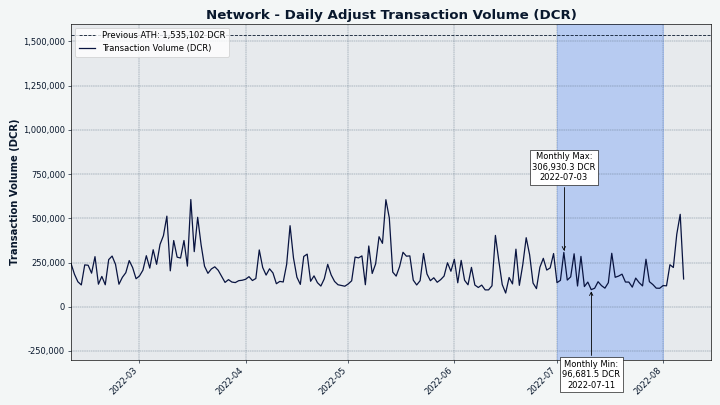 Network - Daily Adjust Transaction Volume (DCR)
Previous ATH: 1,535,102 DCR
Transaction Volume (DCR)
Transaction Volume (DCR)
1,500,000
1,250,000
1,000,000
750,000
500,000
250,000
0
-250,000
Monthly Max:
306,930.3 DCR
2022-07-03
Monthly Min:
96,681.5 DCR
2022-07-11
2022-03
2022-04
2022-05
2022-06
2022-07
2022-08